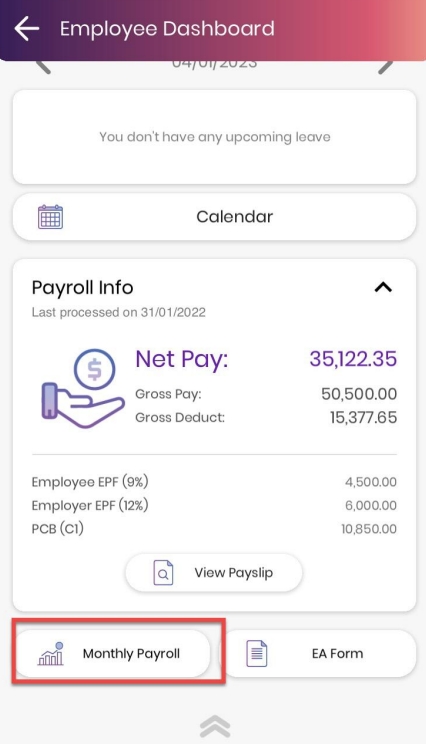 Employee Dashboard
04/01/2023
You don't have any upcoming leave
Calendar
Payroll Info
Last processed on 31/01/2022
Net Pay: 35,122.35
Gross Pay: 50,500.00
Gross Deduct: 15,377.65
Employee EPF (9%) 4,500.00
Employer EPF (12%) 6,000.00
PCB (C1) 10,850.00
View Payslip
Monthly Payroll EA Form